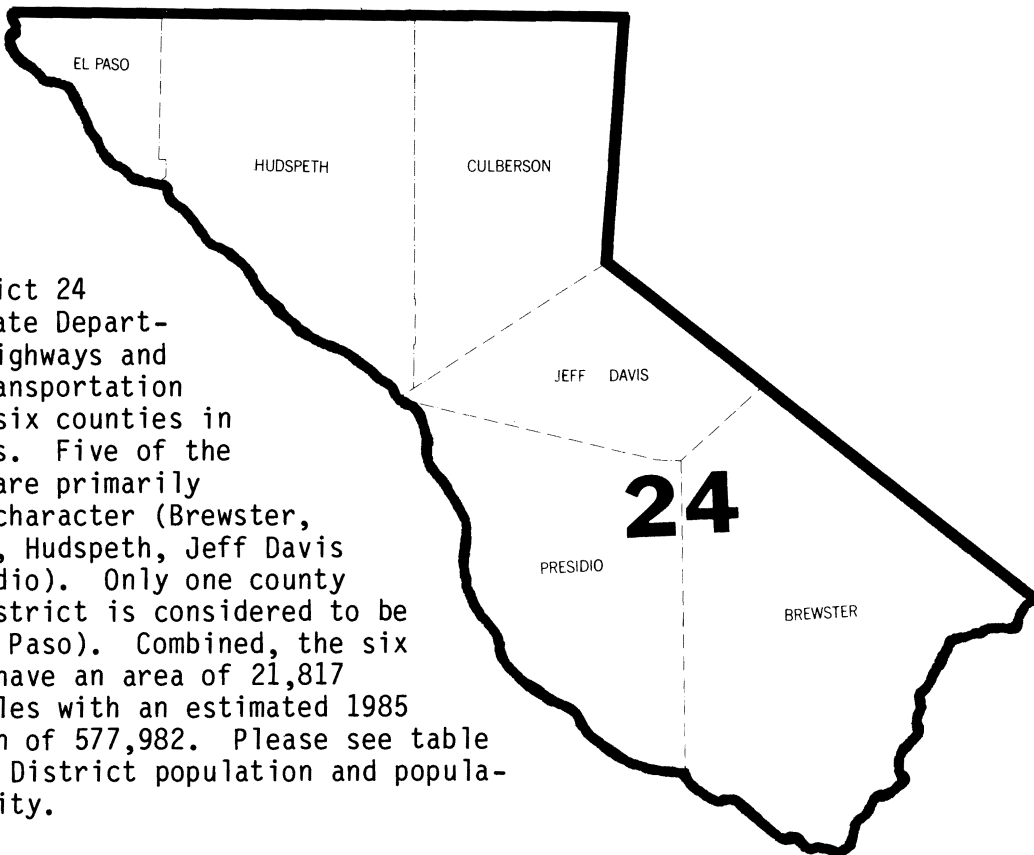 EL PASO
HUDSPETH
CULBERSON
JEFF DAVIS
24
PRESIDIO
BREWSTER
ict 24
ate Depart-
ighways and
ansportation
six counties in
s. Five of the
are primarily
character (Brewster,
, Hudspeth, Jeff Davis
dio). Only one county
strict is considered to be
Paso). Combined, the six
have an area of 21,817
les with an estimated 1985
n of 577,982. Please see table
District population and popula-
ity.